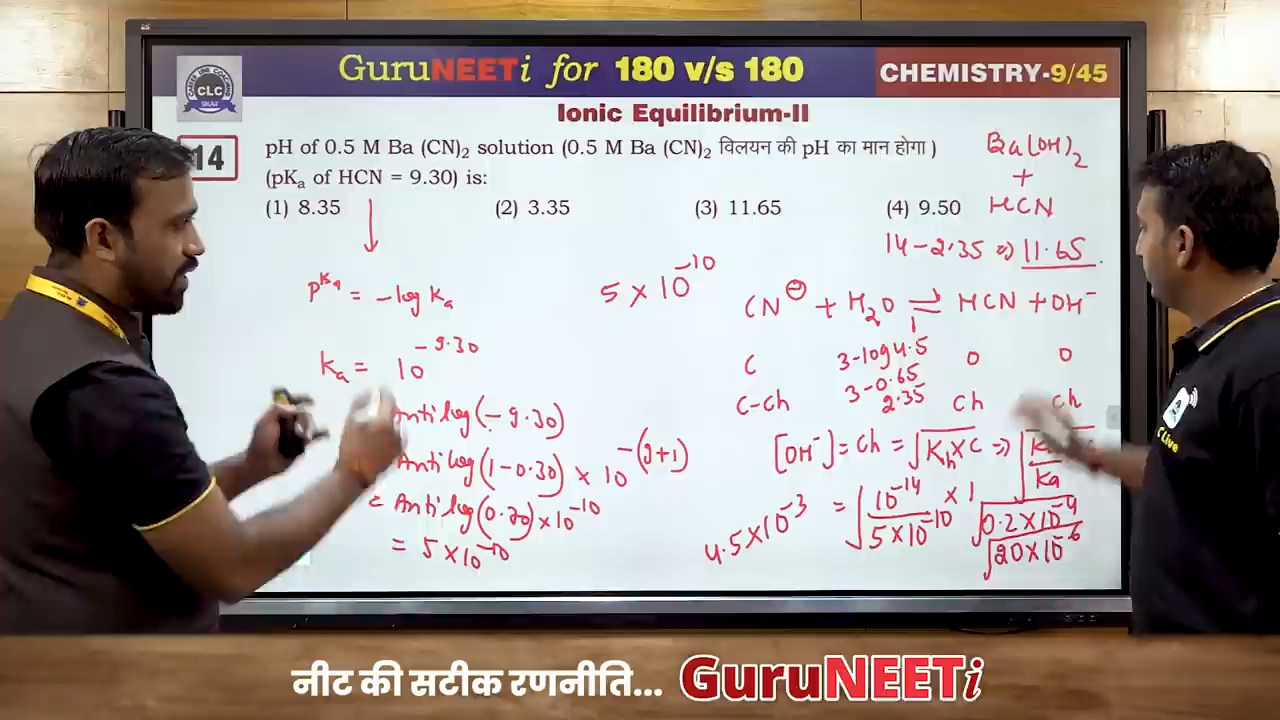 GuruNEETi for 180 v/s 180
CHEMISTRY-9/45
CLC
SIKAR
Ionic Equilibrium-II
14
pH of 0.5 M Ba (CN)₂ solution (0.5 M Ba (CN)₂ विलयन की pH का मान होगा )
(pKₐ of HCN = 9.30) is:
(1) 8.35 (2) 3.35 (3) 11.65 (4) 9.50
Ba(OH)₂
+
HCN
14-2.35 ⇒ 11.65
pKa = -log Ka
Ka = 10^-9.30
Antilog(-9.30)
Antilog(1-0.30) × 10^-(9+1)
= Antilog(0.70)×10^-10
= 5×10^-10
5 × 10^-10
CN⊖ + H₂O ⇌ HCN + OH⁻
C 0 0
3-log4.5
3-0.65
2.35
C-Ch Ch Ch
[OH⁻] = Ch = √Kh×C ⇒
Ka
4.5×10^-3 = √10^-14/5×10^-10 × 1
√0.2×10^-4
√20×10^-6
Live
नीट की सटीक रणनीति... GuruNEETi